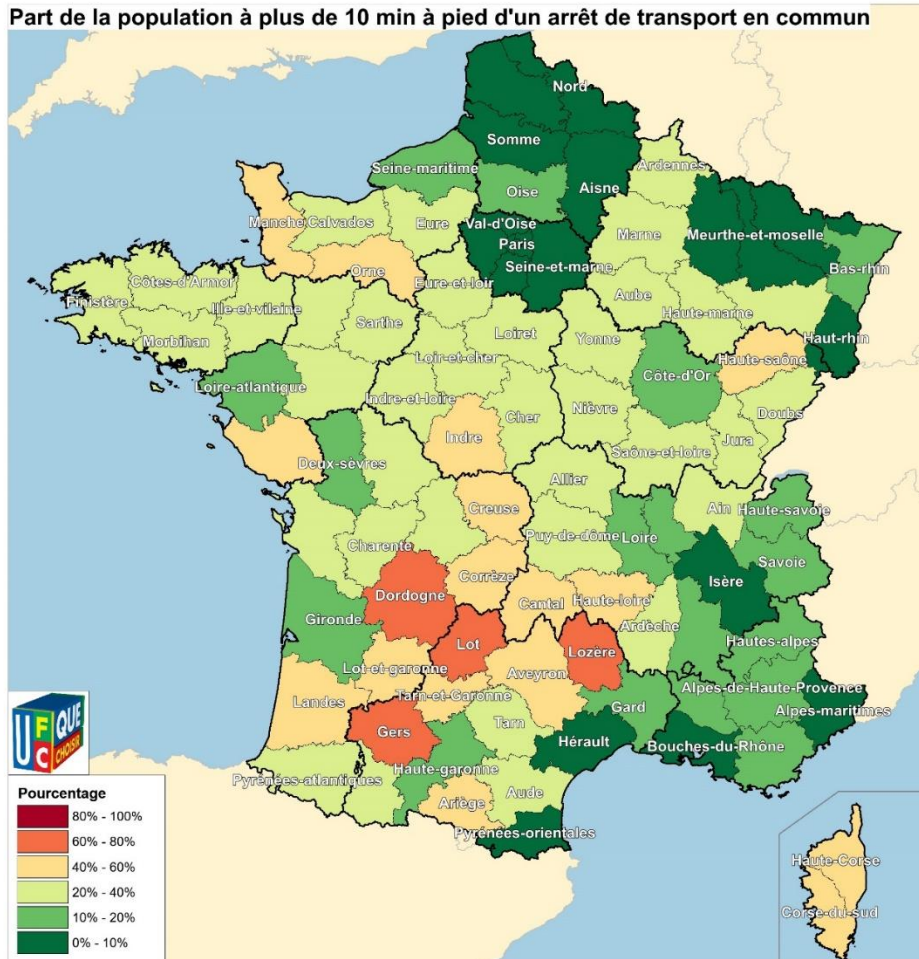 Part de la population à plus de 10 min à pied d'un arrêt de transport en commun
Nord
Somme
Seine-maritime
Ardennes
Oise
Aisne
Manche
Calvados
Eure
Val-d'Oise
Paris
Seine-et-marne
Marne
Meurthe-et-moselle
Bas-rhin
Orne
Eure-et-loir
Aube
Haute-marne
Côtes-d'Armor
Finistère
Ille-et-vilaine
Morbihan
Sarthe
Loiret
Yonne
Haut-rhin
Haute-saône
Loir-et-cher
Côte-d'Or
Loire-atlantique
Indre-et-loire
Cher
Nièvre
Doubs
Indre
Jura
Saône-et-loire
Deux-sèvres
Allier
Creuse
Ain
Haute-savoie
Charente
Puy-de-dôme
Loire
Savoie
Corrèze
Isère
Dordogne
Cantal
Haute-loire
Gironde
Ardèche
Lot
Lozère
Hautes-alpes
Lot-et-garonne
Aveyron
Tarn-et-Garonne
Alpes-de-Haute-Provence
Landes
Gard
Alpes-maritimes
Tarn
Gers
Hérault
Bouches-du-Rhône
Haute-garonne
Pyrénées-atlantiques
Aude
Ariège
Pyrénées-orientales
Haute-Corse
Corse-du-sud
UFC
QUE
CHOISIR
Pourcentage
80% - 100%
60% - 80%
40% - 60%
20% - 40%
10% - 20%
0% - 10%